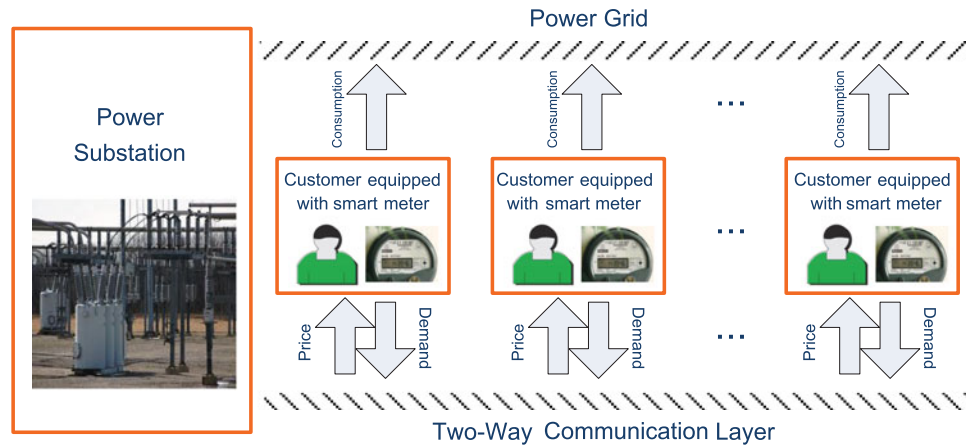 Power Grid
Power
Substation
Consumption
Consumption
Consumption
...
Customer equipped
with smart meter
Customer equipped
with smart meter
...
Customer equipped
with smart meter
Price
Demand
Price
Demand
...
Price
Demand
Two-Way Communication Layer